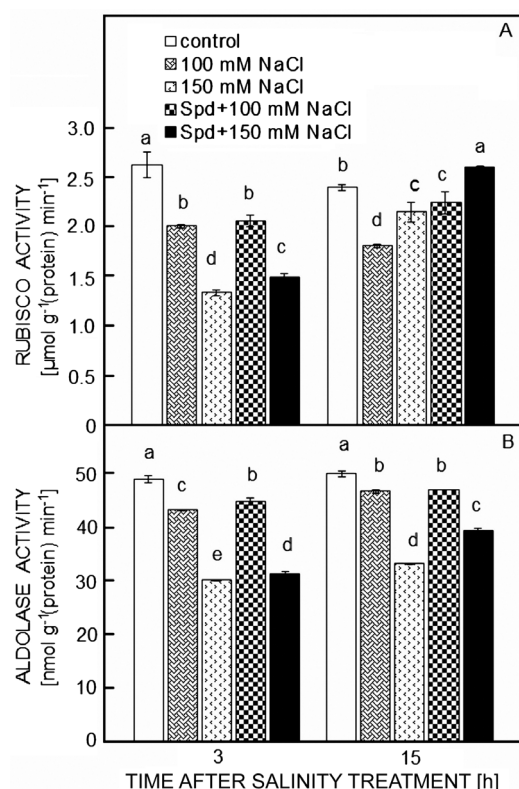 A
control
100 mM NaCl
150 mM NaCl
Spd+100 mM NaCl
Spd+150 mM NaCl
RUBISCO ACTIVITY
[µmol g⁻¹(protein) min⁻¹]
3.0
2.5
2.0
1.5
1.0
0.5
0
a
b
d
b
c
b
d
c
c
a
B
ALDOLASE ACTIVITY
[nmol g⁻¹(protein) min⁻¹]
50
40
30
20
10
0
a
c
e
b
d
a
b
d
b
c
3
15
TIME AFTER SALINITY TREATMENT [h]